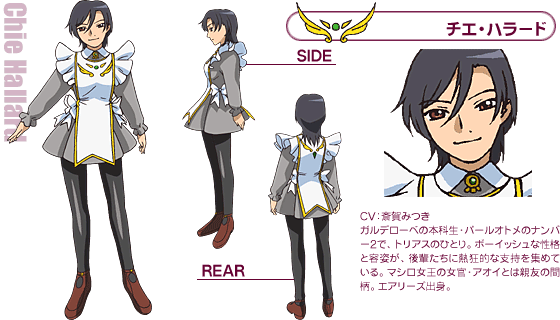 Chie Hallard
チエ・ハラード
SIDE
REAR
CV：斎賀みつき
ガルデローベの本科生・パールオトメのナンバ
ー2で、トリアスのひとり。ボーイッシュな性格
と容姿が、後輩たちに熱狂的な支持を集めて
いる。マシロ女王の女官・アオイとは親友の間
柄。エアリーズ出身。